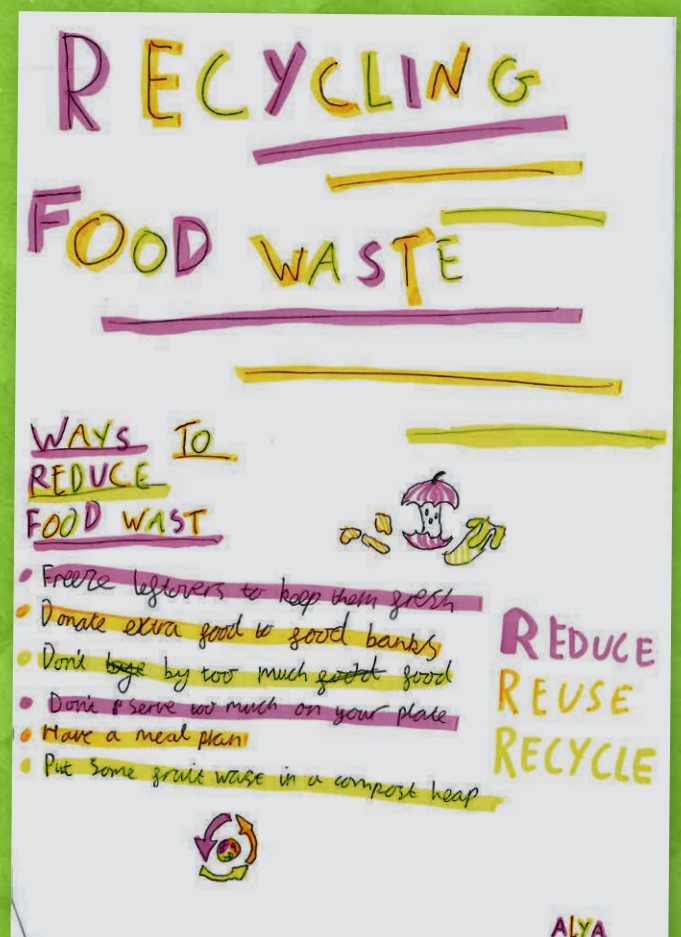 RECYCLING
FOOD WASTE
WAYS TO
REDUCE
FOOD WAST
Freeze leftovers to keep them fresh
Donate extra food to food banks
Don't by too much food
Don't serve too much on your plate
Have a meal plan
Put some fruit wast in a compost heap
REDUCE
REUSE
RECYCLE
ALYA